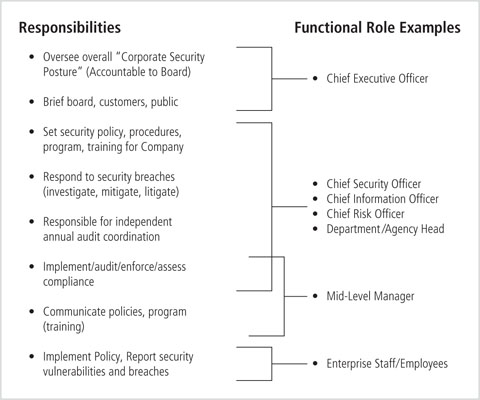 Responsibilities
Functional Role Examples
• Oversee overall “Corporate Security
Posture” (Accountable to Board)
• Brief board, customers, public
• Set security policy, procedures,
program, training for Company
• Respond to security breaches
(investigate, mitigate, litigate)
• Responsible for independent
annual audit coordination
• Implement/audit/enforce/assess
compliance
• Communicate policies, program
(training)
• Implement Policy, Report security
vulnerabilities and breaches
• Chief Executive Officer
• Chief Security Officer
• Chief Information Officer
• Chief Risk Officer
• Department/Agency Head
• Mid-Level Manager
• Enterprise Staff/Employees